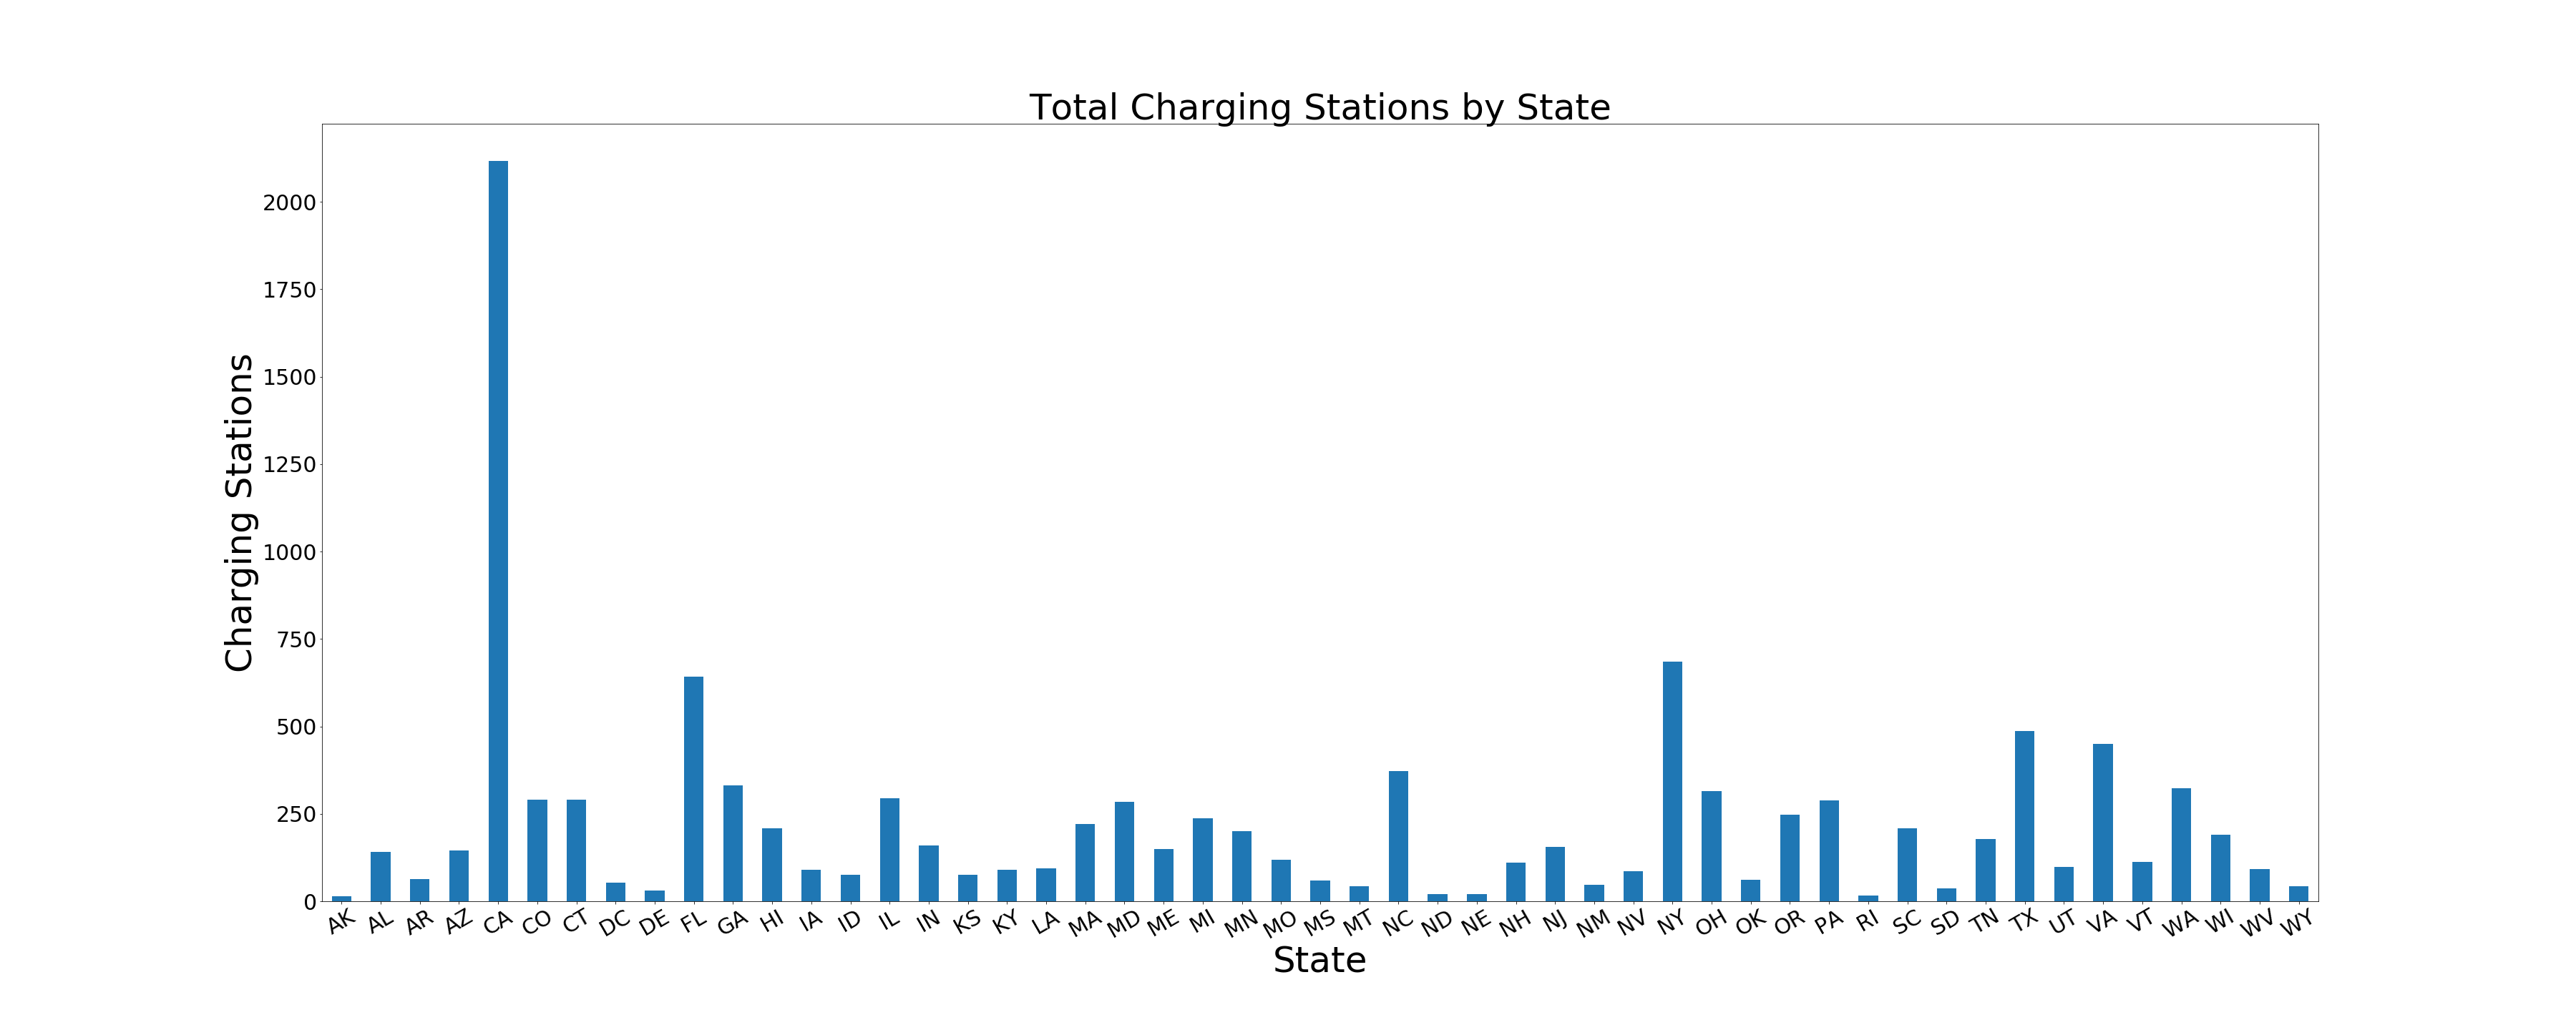 Total Charging Stations by State
Charging Stations
2000
1750
1500
1250
1000
750
500
250
0
AK AL AR AZ CA CO CT DC DE FL GA HI IA ID IL IN KS KY LA MA MD ME MI MN MO MS MT NC ND NE NH NJ NM NV NY OH OK OR PA RI SC SD TN TX UT VA VT WA WI WV WY
State